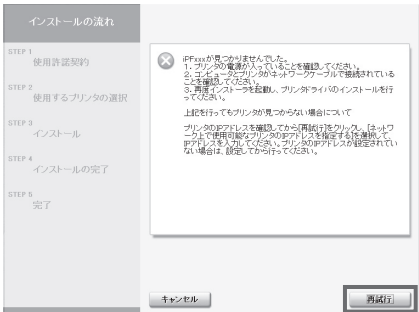 インストールの流れ
STEP 1
使用許諾契約
STEP 2
使用するプリンタの選択
STEP 3
インストール
STEP 4
インストールの完了
STEP 5
完了
iPFxxxが見つかりませんでした。
1. プリンタの電源が入っていることを確認してください。
2. コンピュータとプリンタがネットワークケーブルで接続されている
ことを確認してください。
3. 再度インストーラを起動し、プリンタドライバのインストールを行
ってください。
上記を行ってもプリンタが見つからない場合について
プリンタのIPアドレスを確認してから[再試行]をクリックし、[ネットワ
ーク上で使用可能なプリンタのIPアドレスを指定する]を選択して、
IPアドレスを入力してください。プリンタのIPアドレスが設定されてい
ない場合は、設定してから行ってください。
キャンセル
再試行